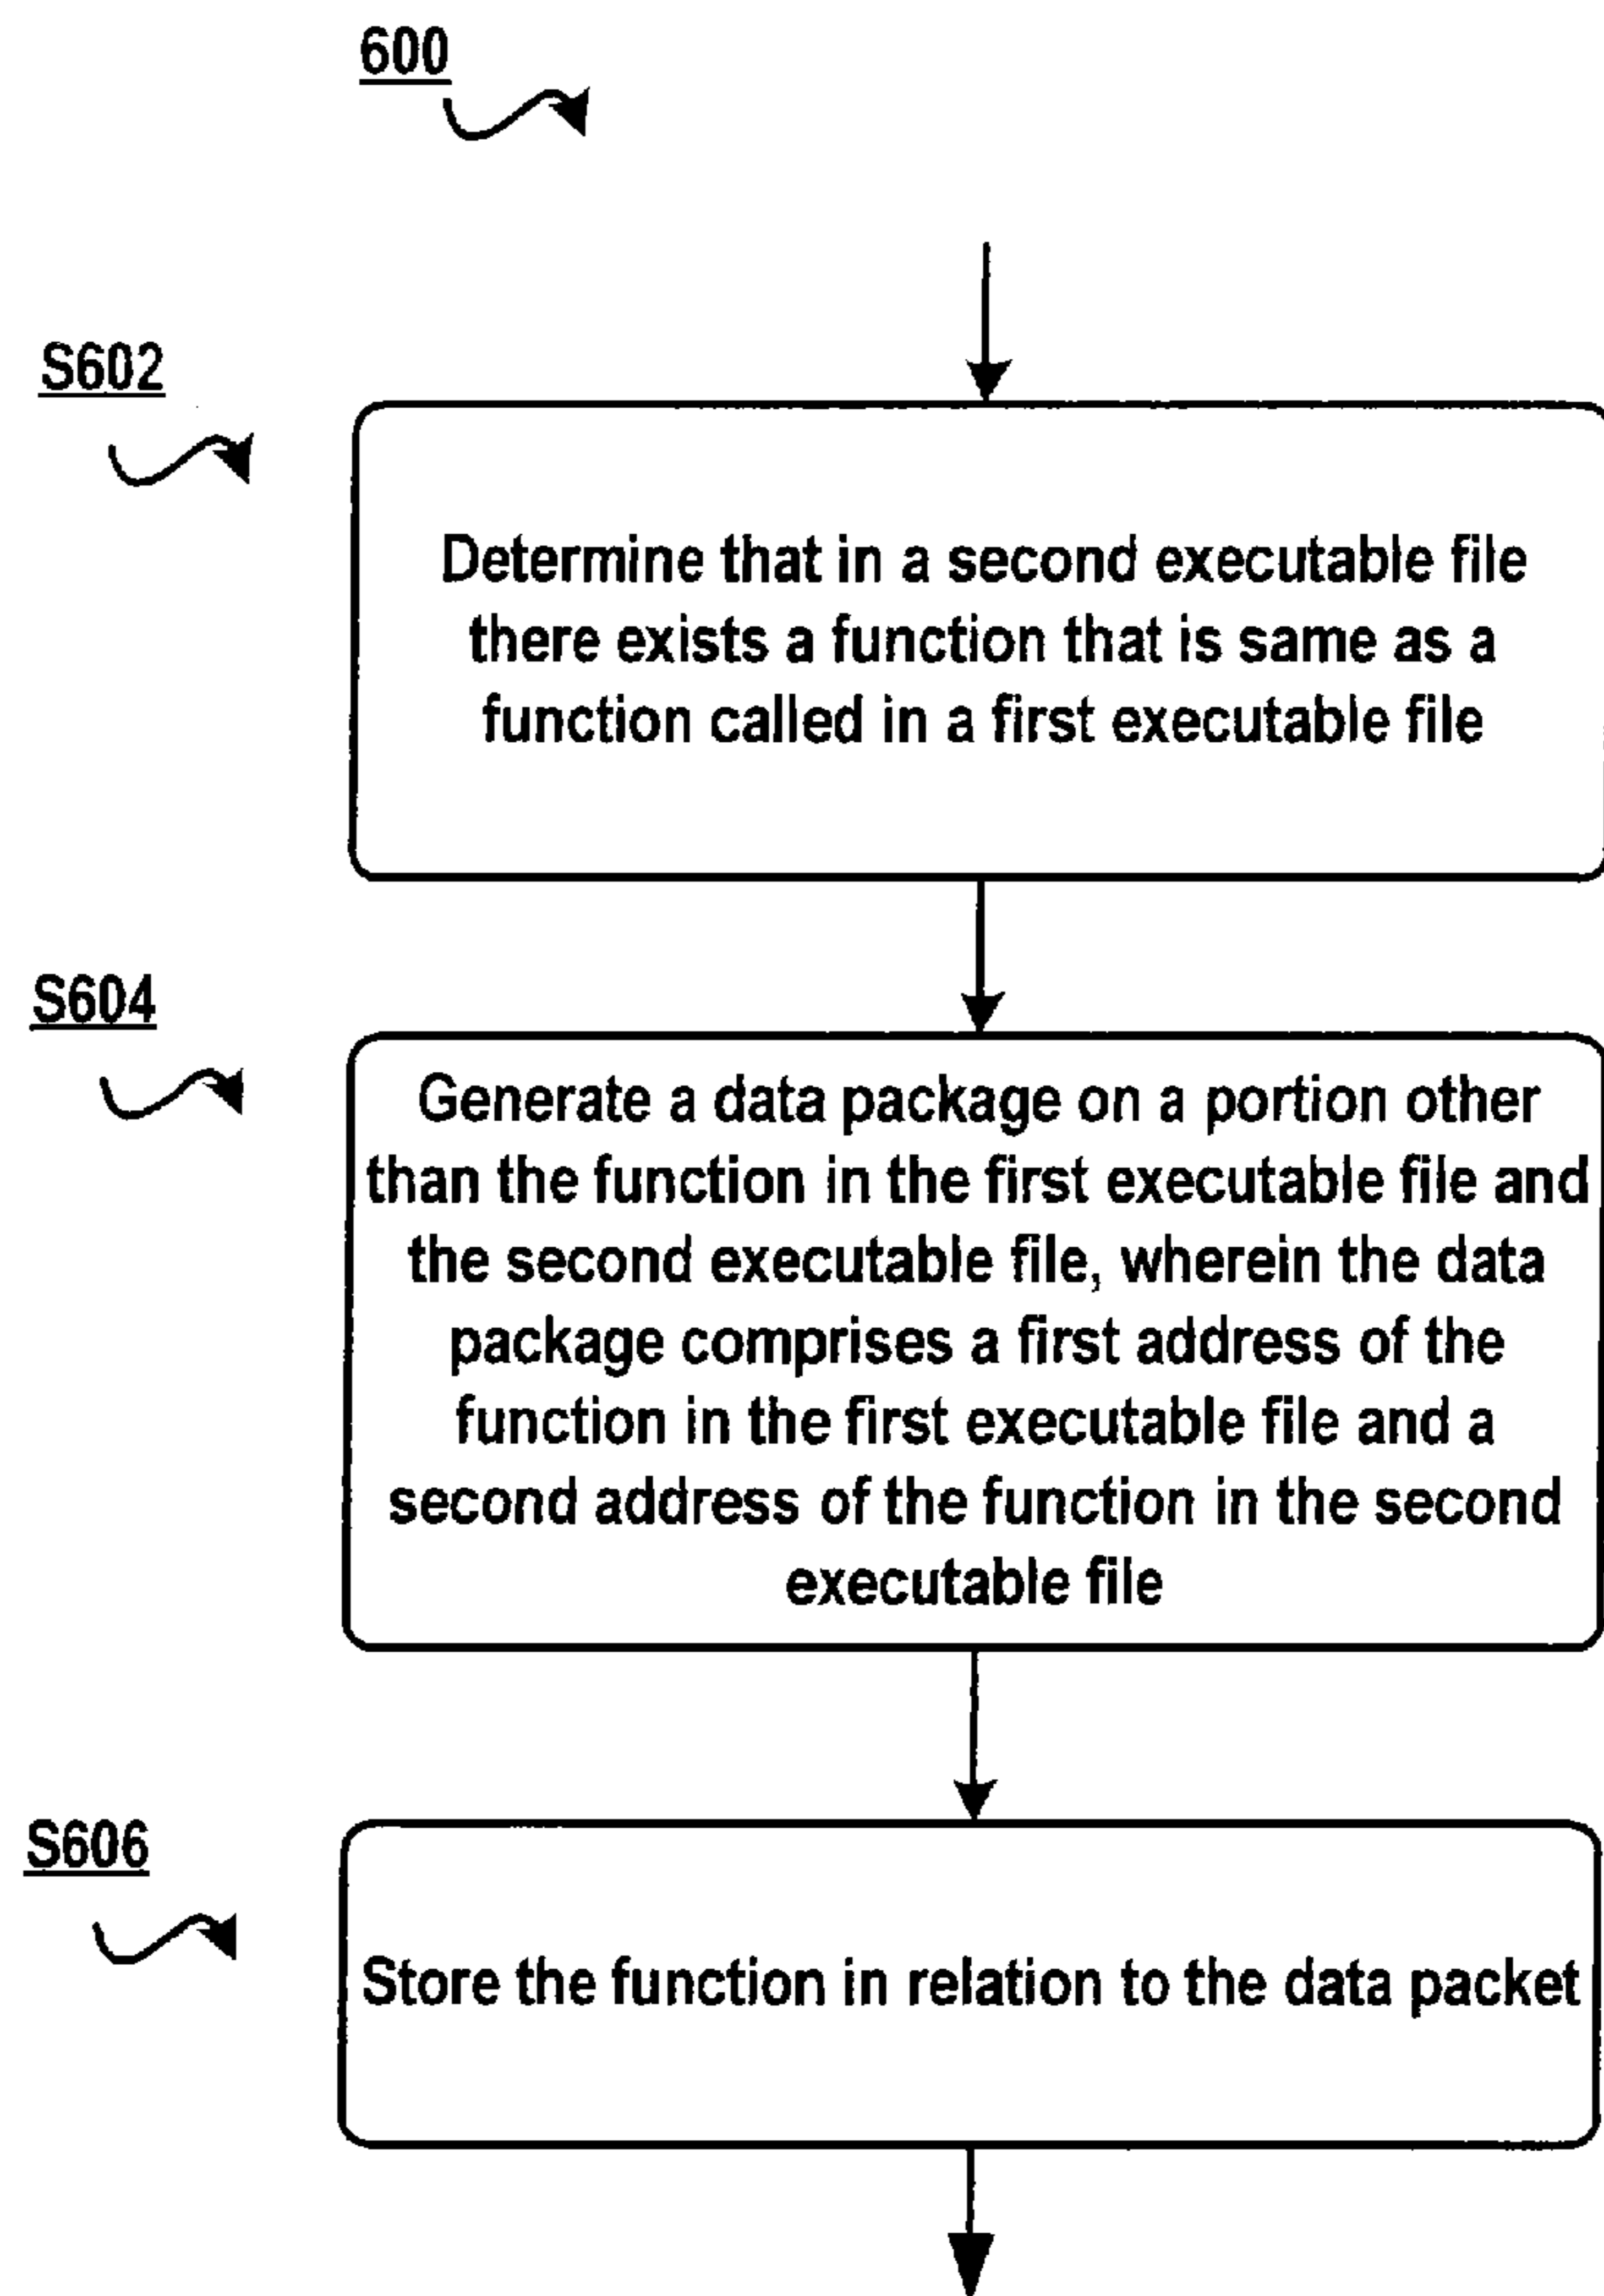 600
S602
Determine that in a second executable file
there exists a function that is same as a
function called in a first executable file
S604
Generate a data package on a portion other
than the function in the first executable file and
the second executable file, wherein the data
package comprises a first address of the
function in the first executable file and a
second address of the function in the second
executable file
S606
Store the function in relation to the data packet